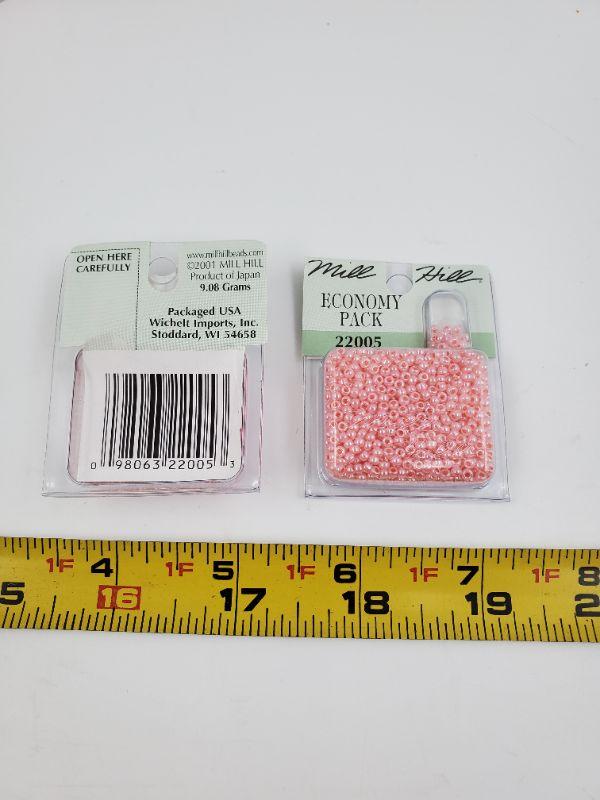 OPEN HERE
CAREFULLY
www.millhillbeads.com
©2001 MILL HILL
Product of Japan
9.08 Grams
Packaged USA
Wichelt Imports, Inc.
Stoddard, WI 54658
0 98063 22005 3
Mill Hill
ECONOMY
PACK
22005
1F 4 1F 5 1F 6 1F 7 1F 8
5 16 17 18 19 2